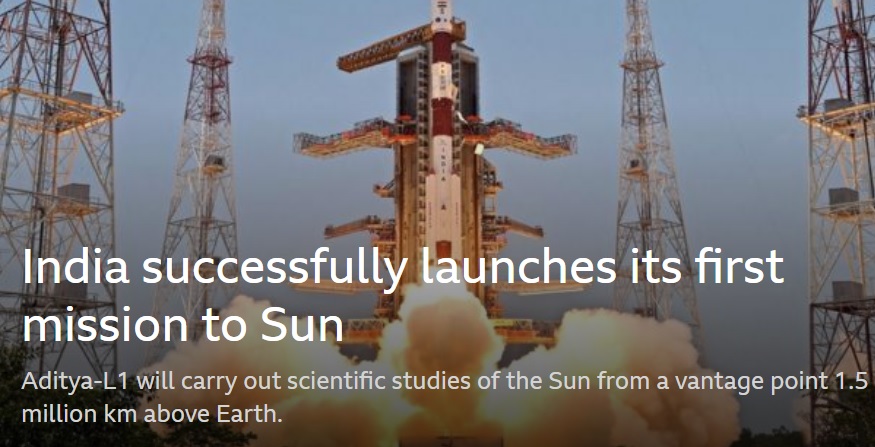 INDIA
India successfully launches its first
mission to Sun
Aditya-L1 will carry out scientific studies of the Sun from a vantage point 1.5
million km above Earth.